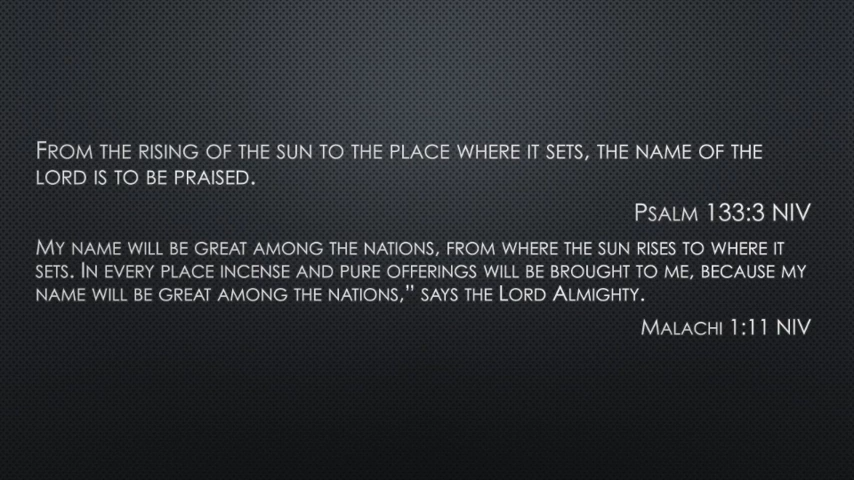 From the rising of the sun to the place where it sets, the name of the
Lord is to be praised.
Psalm 133:3 NIV
My name will be great among the nations, from where the sun rises to where it
sets. In every place incense and pure offerings will be brought to me, because my
name will be great among the nations,” says the Lord Almighty.
Malachi 1:11 NIV